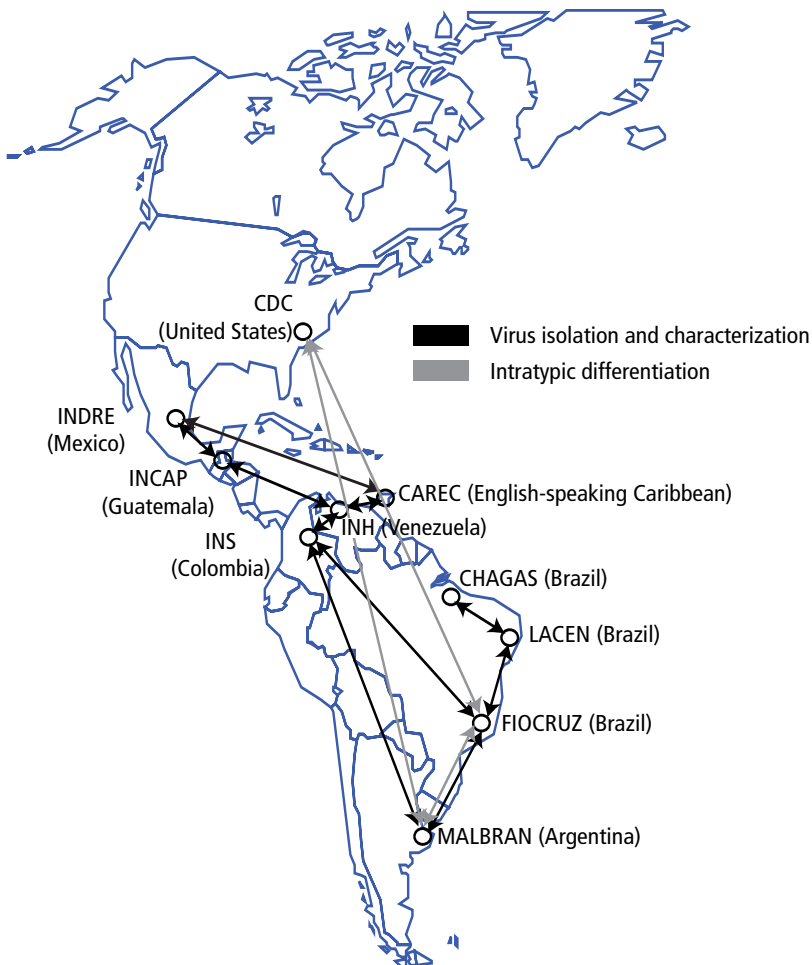 CDC
(United States)
Virus isolation and characterization
Intratypic differentiation
INDRE
(Mexico)
INCAP
(Guatemala)
CAREC (English-speaking Caribbean)
INH (Venezuela)
INS
(Colombia)
CHAGAS (Brazil)
LACEN (Brazil)
FIOCRUZ (Brazil)
MALBRAN (Argentina)